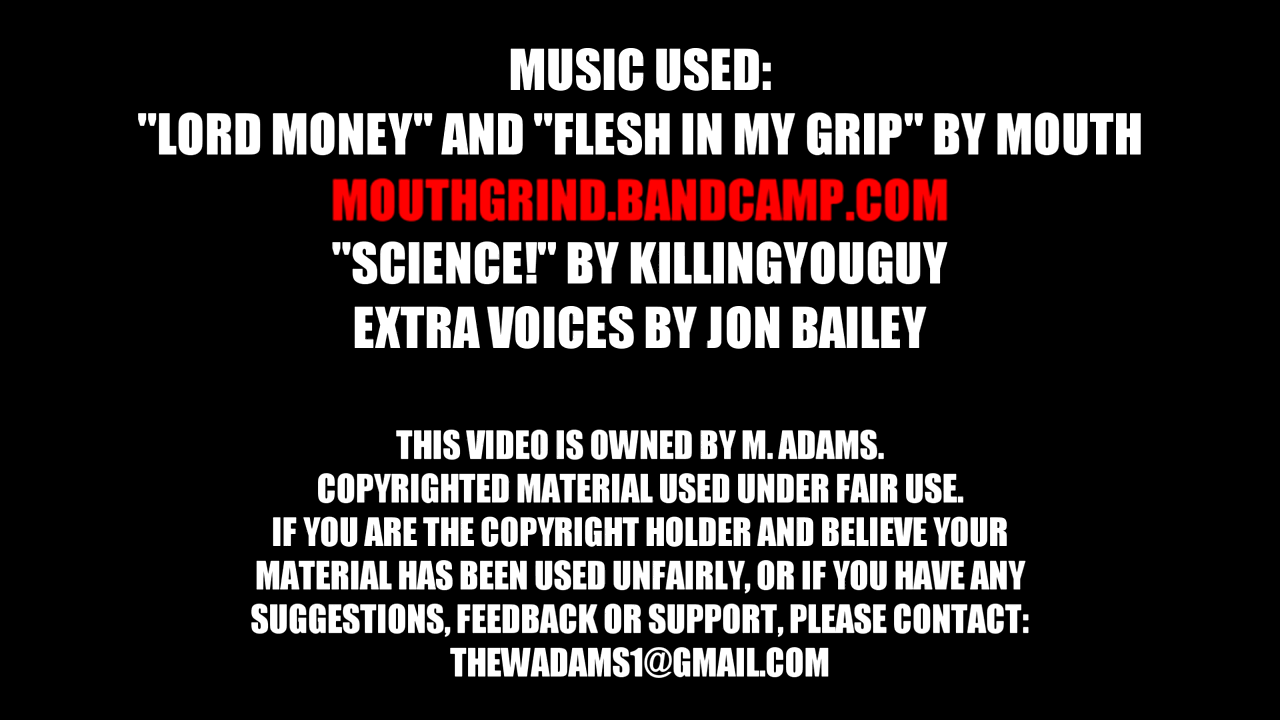 MUSIC USED:
"LORD MONEY" AND "FLESH IN MY GRIP" BY MOUTH
MOUTHGRIND.BANDCAMP.COM
"SCIENCE!" BY KILLINGYOUGUY
EXTRA VOICES BY JON BAILEY
THIS VIDEO IS OWNED BY M. ADAMS.
COPYRIGHTED MATERIAL USED UNDER FAIR USE.
IF YOU ARE THE COPYRIGHT HOLDER AND BELIEVE YOUR
MATERIAL HAS BEEN USED UNFAIRLY, OR IF YOU HAVE ANY
SUGGESTIONS, FEEDBACK OR SUPPORT, PLEASE CONTACT:
THEWADAMS1@GMAIL.COM